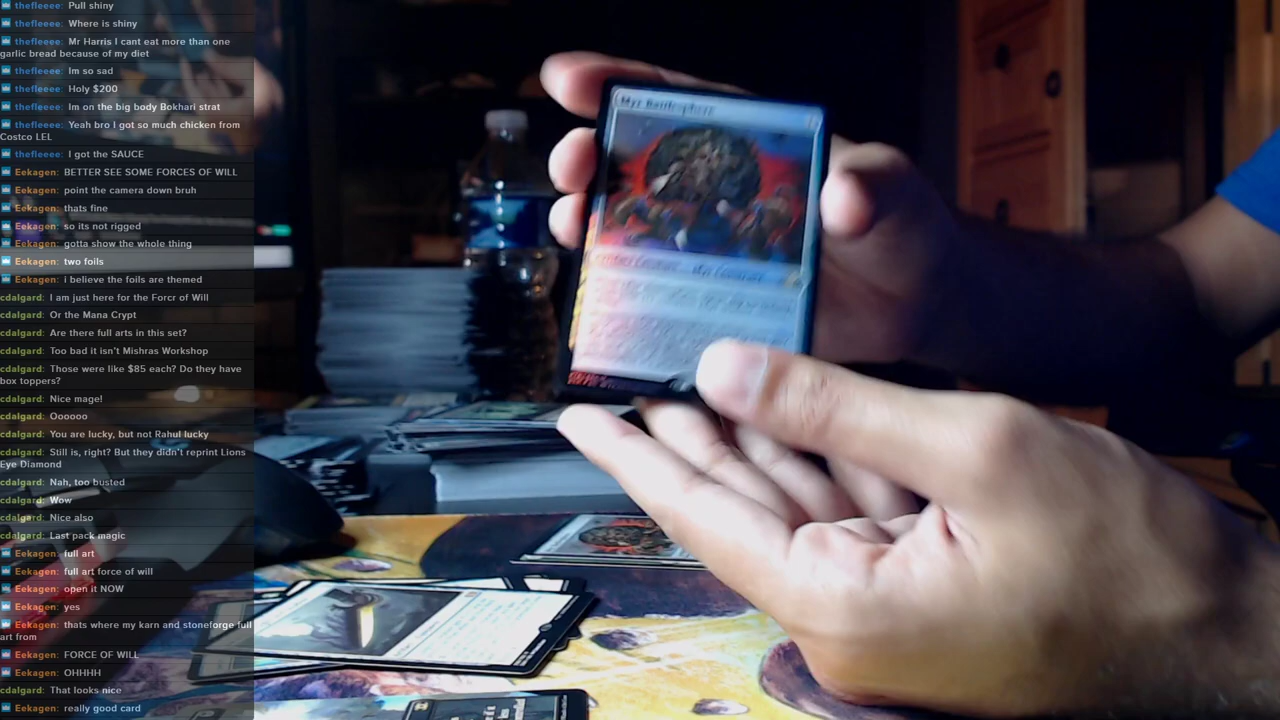 thefleeee: Pull shiny
thefleeee: Where is shiny
thefleeee: Mr Harris I cant eat more than one
garlic bread because of my diet
thefleeee: Im so sad
thefleeee: Holy $200
thefleeee: Im on the big body Bokhari strat
thefleeee: Yeah bro I got so much chicken from
Costco LEL
thefleeee: I got the SAUCE
Eekagen: BETTER SEE SOME FORCES OF WILL
Eekagen: point the camera down bruh
Eekagen: thats fine
Eekagen: so its not rigged
Eekagen: gotta show the whole thing
Eekagen: two foils
Eekagen: i believe the foils are themed
cdalgard: I am just here for the Forcr of Will
cdalgard: Or the Mana Crypt
cdalgard: Are there full arts in this set?
cdalgard: Too bad it isn't Mishras Workshop
cdalgard: Those were like $85 each? Do they have
box toppers?
cdalgard: Nice mage!
cdalgard: Oooooo
cdalgard: You are lucky, but not Rahul lucky
cdalgard: Still is, right? But they didn't reprint Lions
Eye Diamond
cdalgard: Nah, too busted
cdalgard: Wow
cdalgard: Nice also
cdalgard: Last pack magic
Eekagen: full art
Eekagen: full art force of will
Eekagen: open it NOW
Eekagen: yes
Eekagen: thats where my karn and stoneforge full
art from
Eekagen: FORCE OF WILL
Eekagen: OHHHH
cdalgard: That looks nice
Eekagen: really good card
Myr Battlesphere